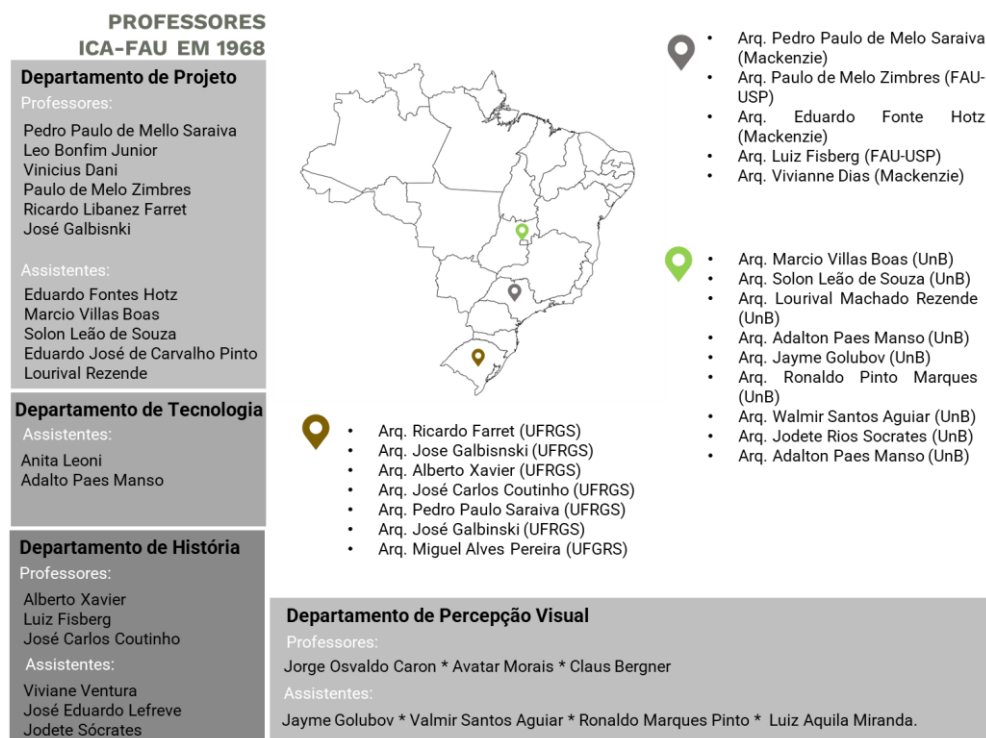 PROFESSORES
ICA-FAU EM 1968
Departamento de Projeto
Professores:
Pedro Paulo de Mello Saraiva
Leo Bonfim Junior
Vinicius Dani
Paulo de Melo Zimbres
Ricardo Libanez Farret
José Galbisnki
Assistentes:
Eduardo Fontes Hotz
Marcio Villas Boas
Solon Leão de Souza
Eduardo José de Carvalho Pinto
Lourival Rezende
Departamento de Tecnologia
Assistentes:
Anita Leoni
Adalto Paes Manso
Departamento de História
Professores:
Alberto Xavier
Luiz Fisberg
José Carlos Coutinho
Assistentes:
Viviane Ventura
José Eduardo Lefreve
Jodete Sócrates
• Arq. Pedro Paulo de Melo Saraiva
(Mackenzie)
• Arq. Paulo de Melo Zimbres (FAU-
USP)
• Arq. Eduardo Fonte Hotz
(Mackenzie)
• Arq. Luiz Fisberg (FAU-USP)
• Arq. Vivianne Dias (Mackenzie)
• Arq. Marcio Villas Boas (UnB)
• Arq. Solon Leão de Souza (UnB)
• Arq. Lourival Machado Rezende
(UnB)
• Arq. Adalton Paes Manso (UnB)
• Arq. Jayme Golubov (UnB)
• Arq. Ronaldo Pinto Marques
(UnB)
• Arq. Walmir Santos Aguiar (UnB)
• Arq. Jodete Rios Socrates (UnB)
• Arq. Adalton Paes Manso (UnB)
• Arq. Ricardo Farret (UFRGS)
• Arq. Jose Galbisnski (UFRGS)
• Arq. Alberto Xavier (UFRGS)
• Arq. José Carlos Coutinho (UFRGS)
• Arq. Pedro Paulo Saraiva (UFRGS)
• Arq. José Galbinski (UFRGS)
• Arq. Miguel Alves Pereira (UFGRS)
Departamento de Percepção Visual
Professores:
Jorge Osvaldo Caron * Avatar Morais * Claus Bergner
Assistentes:
Jayme Golubov * Valmir Santos Aguiar * Ronaldo Marques Pinto * Luiz Aquila Miranda.